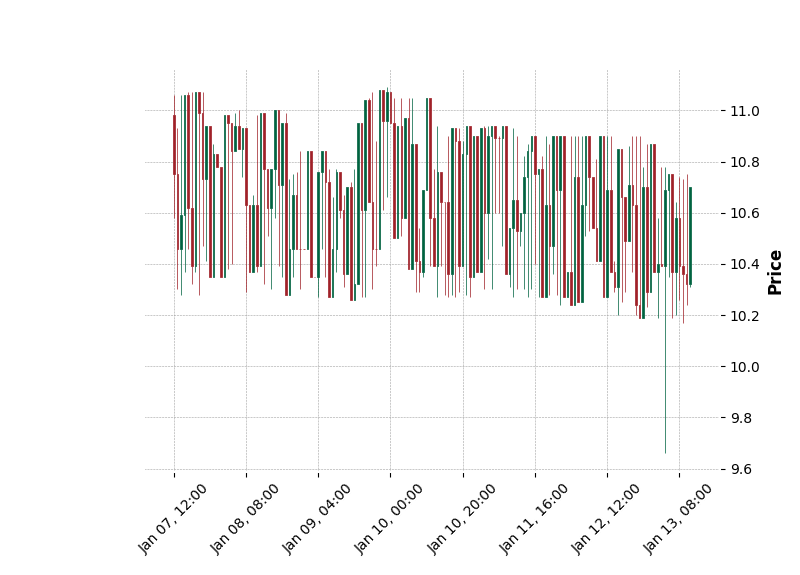 11.0
10.8
10.6
10.4
10.2
10.0
9.8
9.6
Price
Jan 07, 12:00
Jan 08, 08:00
Jan 09, 04:00
Jan 10, 00:00
Jan 10, 20:00
Jan 11, 16:00
Jan 12, 12:00
Jan 13, 08:00